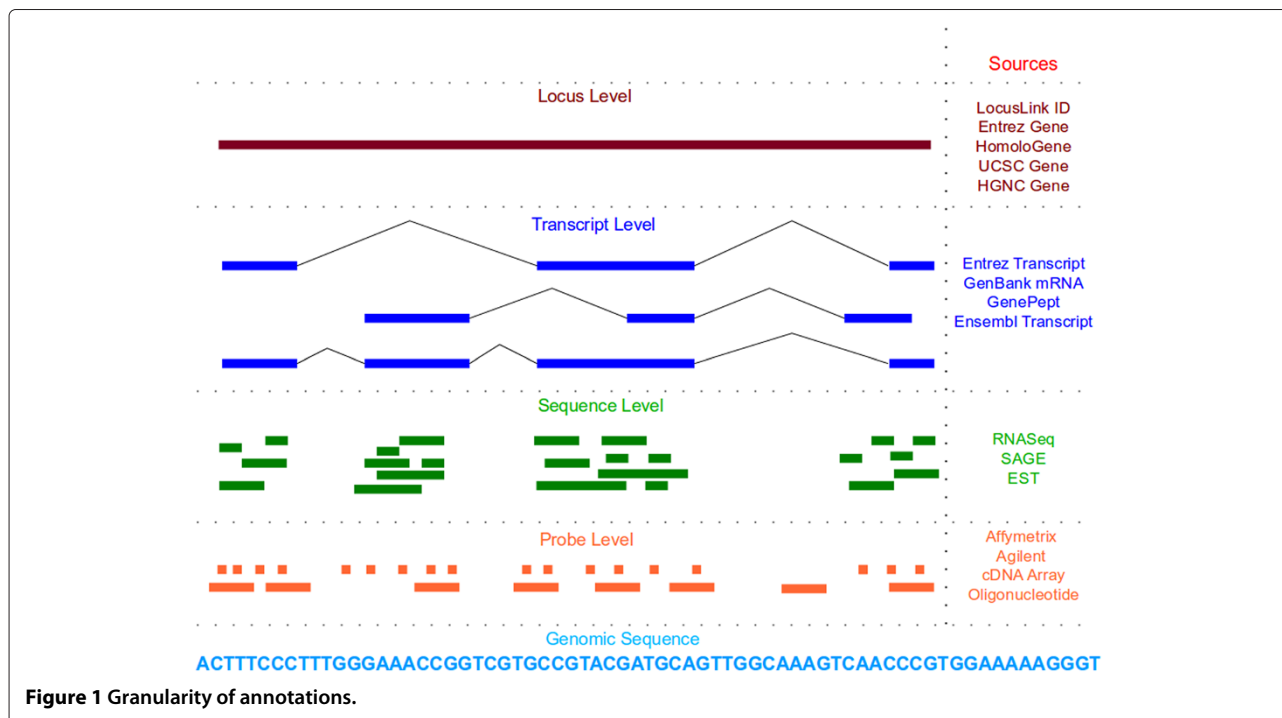 Sources
Locus Level
LocusLink ID
Entrez Gene
HomoloGene
UCSC Gene
HGNC Gene
Transcript Level
Entrez Transcript
GenBank mRNA
GenePept
Ensembl Transcript
Sequence Level
RNASeq
SAGE
EST
Probe Level
Affymetrix
Agilent
cDNA Array
Oligonucleotide
Genomic Sequence
ACTTTCCCTTTGGGAAACCGGTCGTGCCGTACGATGCAGTTGGCAAAGTCAACCCGTGGAAAAAGGGT
Figure 1 Granularity of annotations.